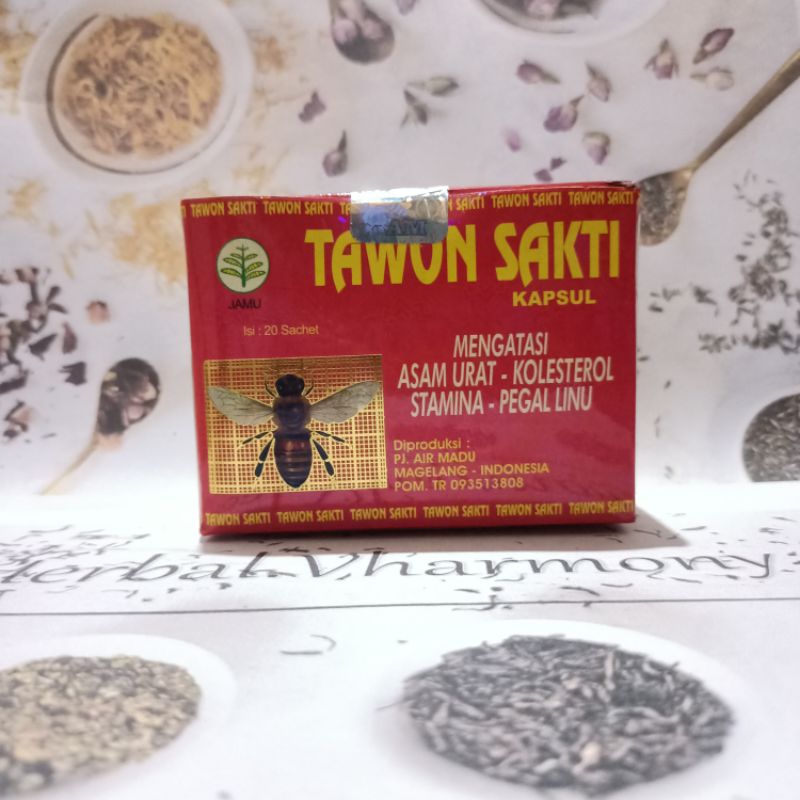 TAWON SAKTI TAWON SAKTI TAWON SAKTI TAWON SAKTI TAWON SAKTI
TAWON SAKTI
KAPSUL
JAMU
Isi : 20 Sachet
MENGATASI
ASAM URAT - KOLESTEROL
STAMINA - PEGAL LINU
Diproduksi :
PJ. AIR MADU
MAGELANG - INDONESIA
POM. TR 093513808
TAWON SAKTI TAWON SAKTI TAWON SAKTI TAWON SAKTI TAWON SAKTI TAWON SAKTI
Herbal Vharmony